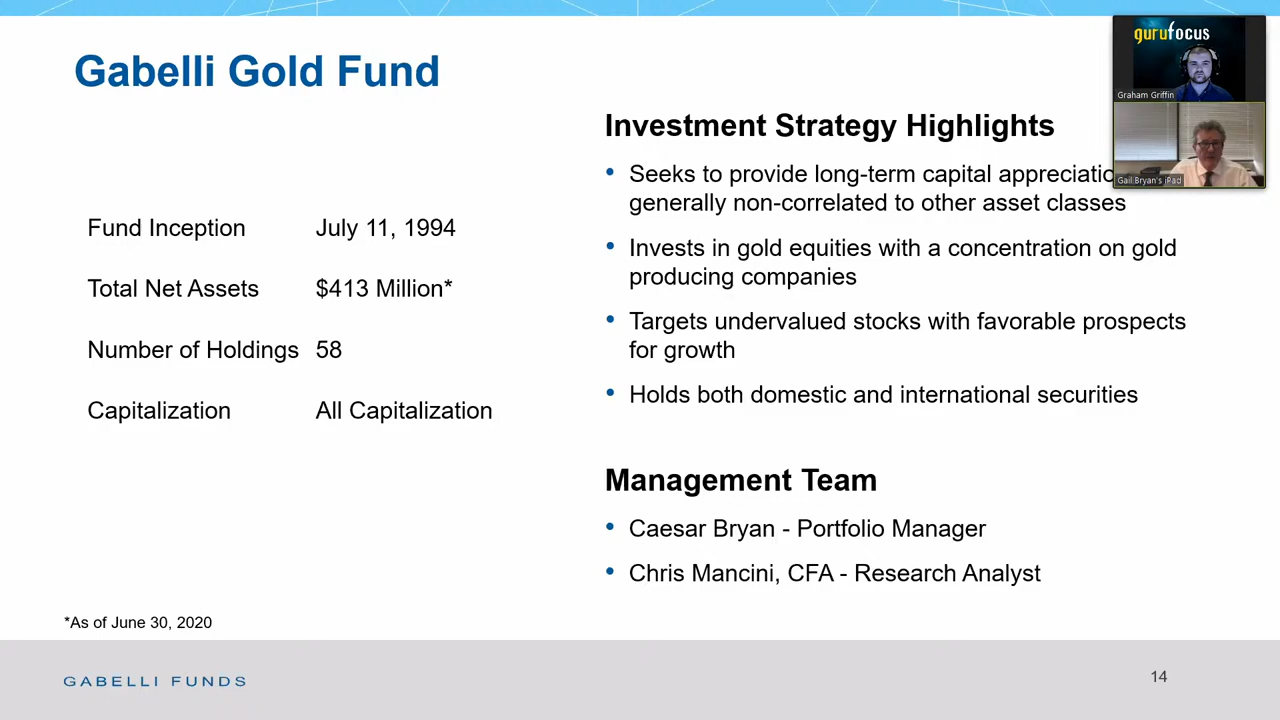 Gabelli Gold Fund
Fund Inception July 11, 1994
Total Net Assets $413 Million*
Number of Holdings 58
Capitalization All Capitalization
Investment Strategy Highlights
• Seeks to provide long-term capital
generally non-correlated to other asset classes
• Invests in gold equities with a concentration on gold
producing companies
• Targets undervalued stocks with favorable prospects
for growth
• Holds both domestic and international securities
Management Team
• Caesar Bryan - Portfolio Manager
• Chris Mancini, CFA - Research Analyst
*As of June 30, 2020
GABELLI FUNDS
14
gurufocus
Graham Griffin
Gail Bryan's iPad